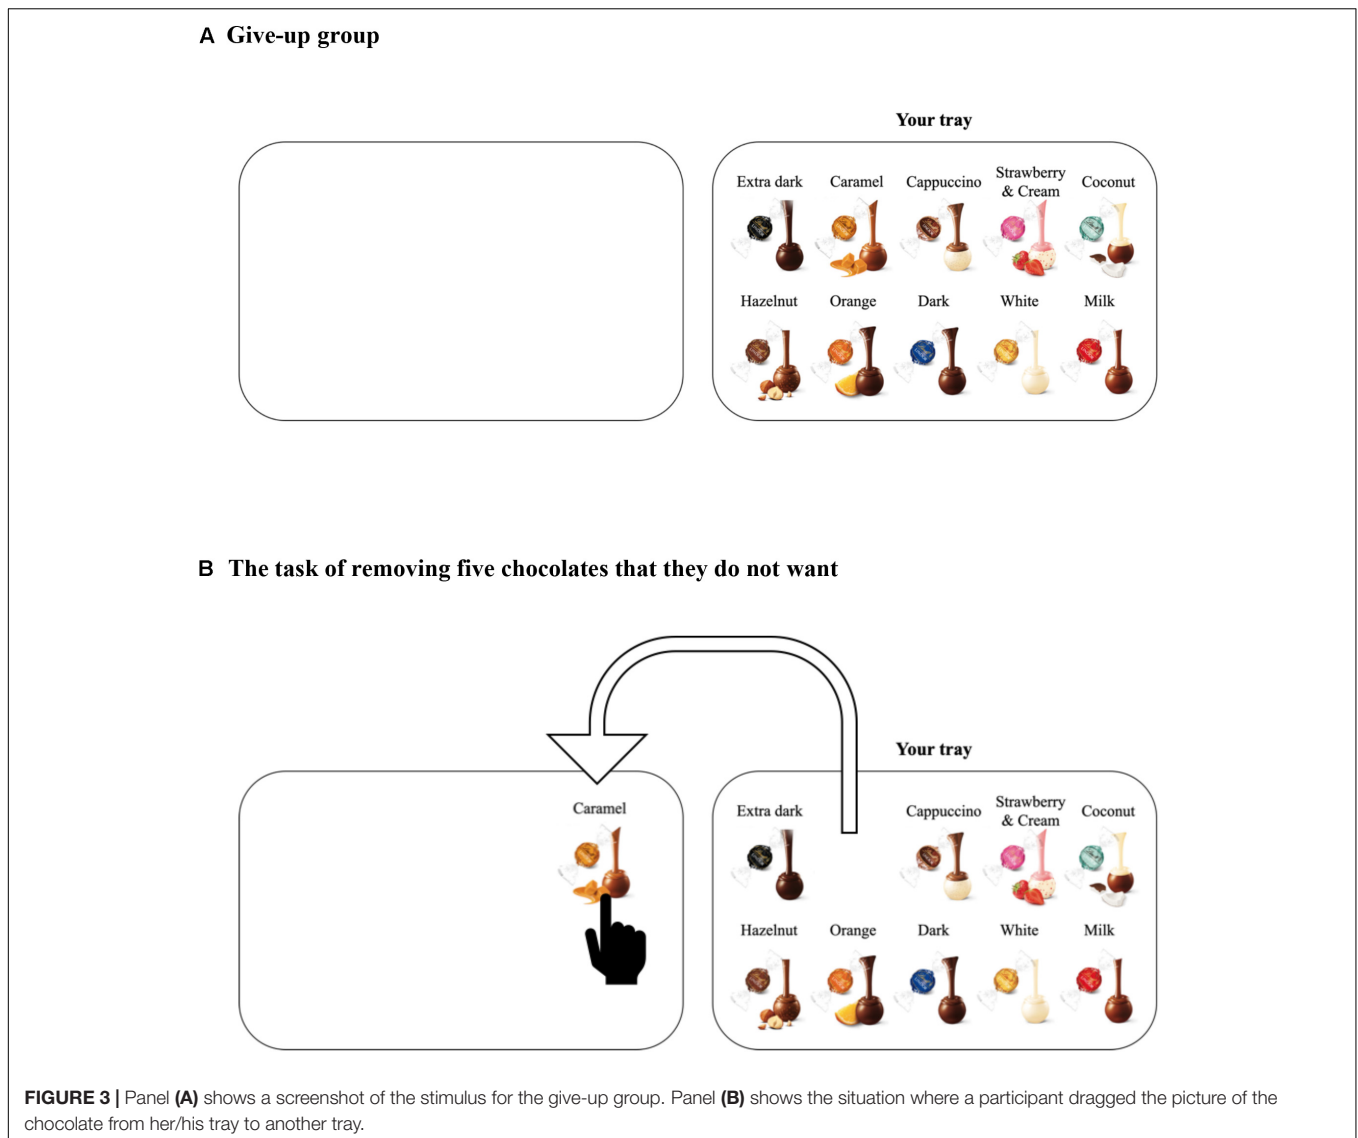 A Give-up group
Your tray
Extra dark
Caramel
Cappuccino
Strawberry
& Cream
Coconut
Hazelnut
Orange
Dark
White
Milk
B The task of removing five chocolates that they do not want
Your tray
Caramel
Extra dark
Cappuccino
Strawberry
& Cream
Coconut
Hazelnut
Orange
Dark
White
Milk
FIGURE 3 | Panel (A) shows a screenshot of the stimulus for the give-up group. Panel (B) shows the situation where a participant dragged the picture of the
chocolate from her/his tray to another tray.